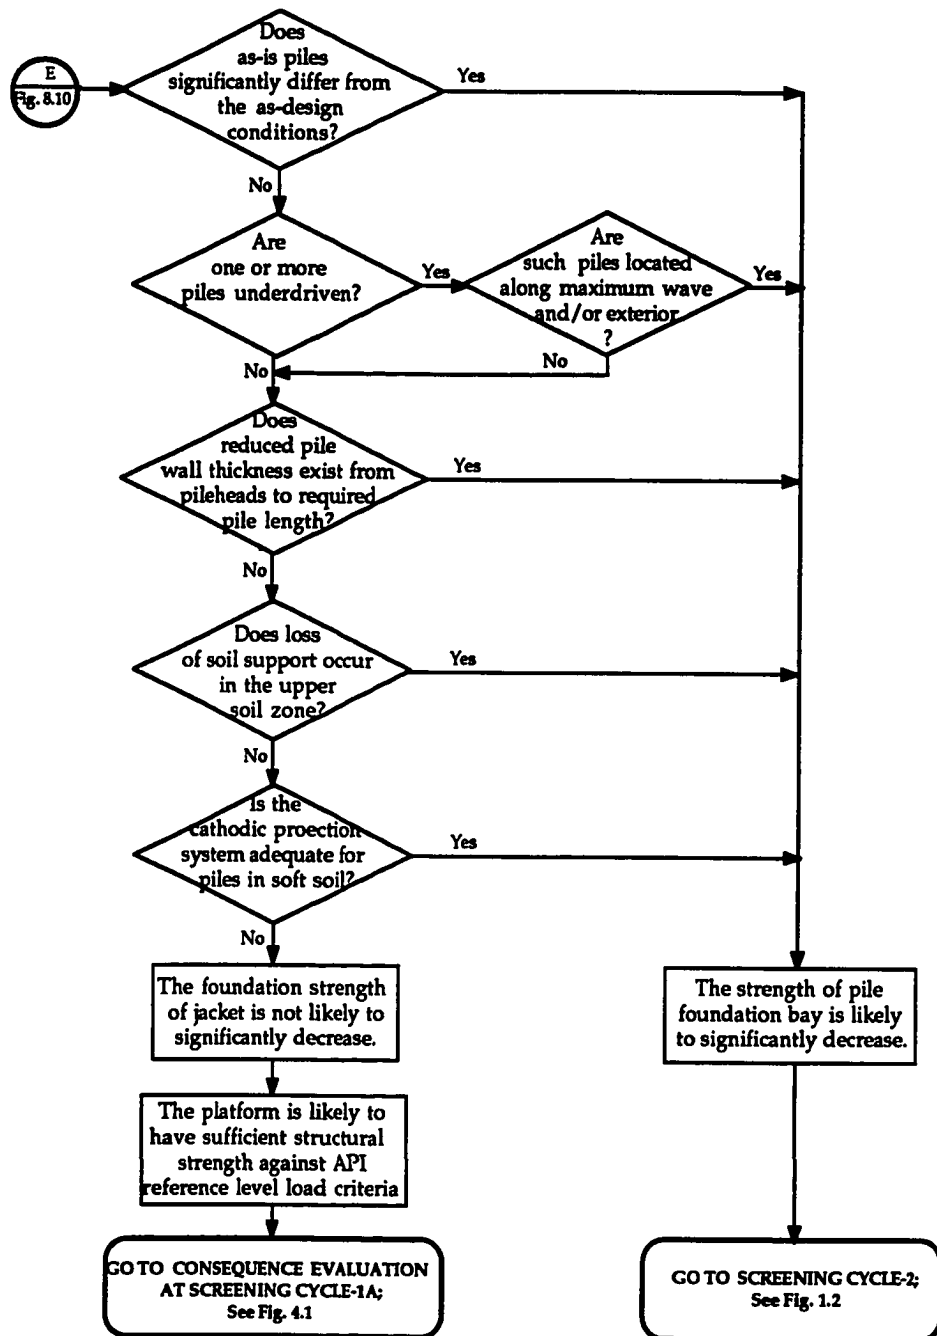 E
Fig. 8.10
Does
as-is piles
significantly differ from
the as-design
conditions?
Yes
No
Are
one or more
piles underdriven?
Yes
Are
such piles located
along maximum wave
and/or exterior
?
Yes
No
No
Does
reduced pile
wall thickness exist from
pileheads to required
pile length?
Yes
No
Does loss
of soil support occur
in the upper
soil zone?
Yes
No
Is the
cathodic proection
system adequate for
piles in soft soil?
Yes
No
The foundation strength
of jacket is not likely to
significantly decrease.
The strength of pile
foundation bay is likely
to significantly decrease.
The platform is likely to
have sufficient structural
strength against API
reference level load criteria
GO TO CONSEQUENCE EVALUATION
AT SCREENING CYCLE-1A;
See Fig. 4.1
GO TO SCREENING CYCLE-2;
See Fig. 1.2